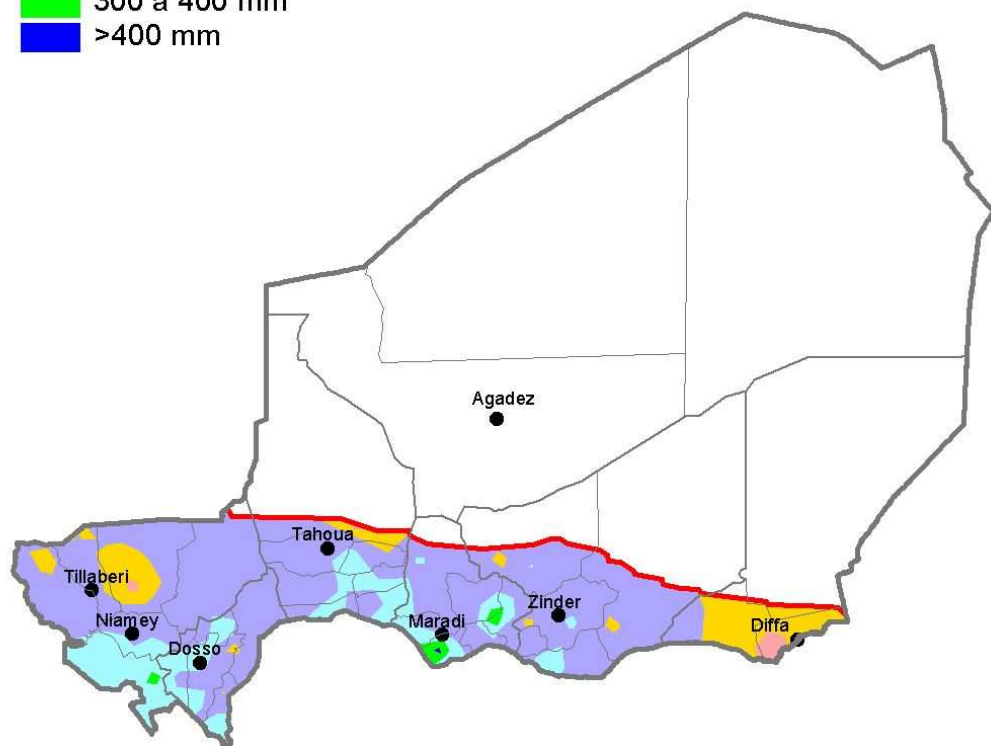 300 à 400 mm
>400 mm
Agadez
Tahoua
Tillaberi
Zinder
Niamey
Maradi
Diffa
Dosso